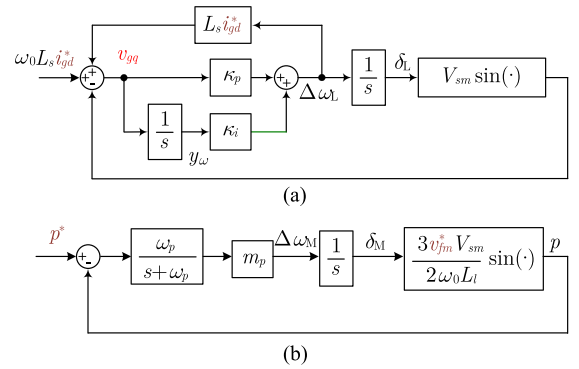 L_s i*_gd
ω_0 L_s i*_gd
+
+
-
v_gq
κ_p
+
+
Δω_L
1/s
δ_L
V_sm sin(·)
1/s
y_ω
κ_i
(a)
p*
+
-
ω_p/(s+ω_p)
m_p
Δω_M
1/s
δ_M
3v*_fm V_sm/(2ω_0 L_l) sin(·)
p
(b)